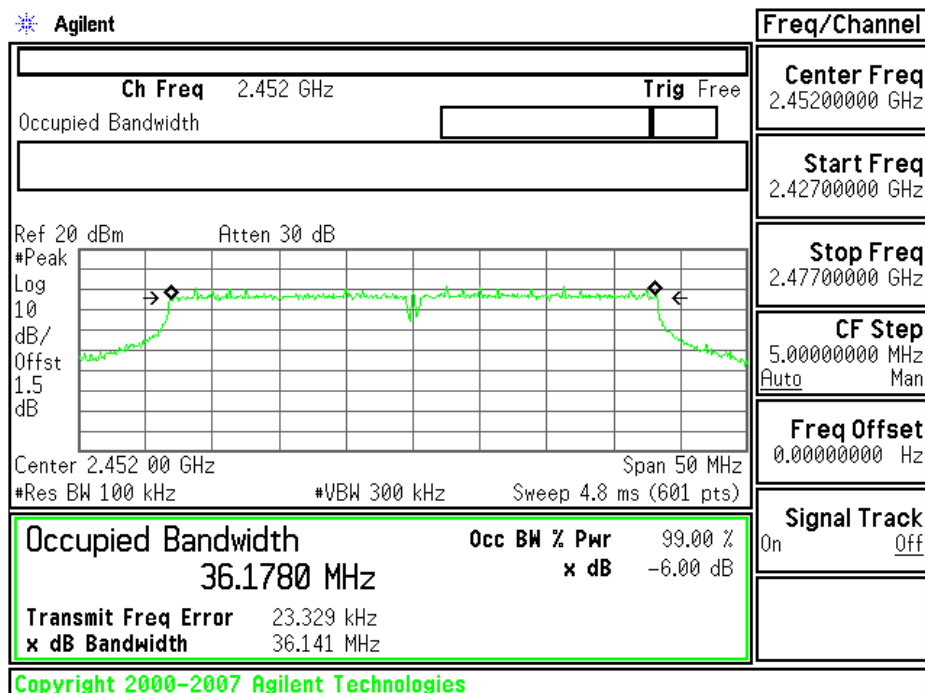 Agilent
Freq/Channel
Ch Freq 2.452 GHz Trig Free
Occupied Bandwidth
Center Freq
2.45200000 GHz
Start Freq
2.42700000 GHz
Stop Freq
2.47700000 GHz
CF Step
5.00000000 MHz
Auto Man
Freq Offset
0.00000000 Hz
Signal Track
On Off
Ref 20 dBm Atten 30 dB
#Peak
Log
10
dB/
Offst
1.5
dB
Center 2.452 00 GHz Span 50 MHz
#Res BW 100 kHz #VBW 300 kHz Sweep 4.8 ms (601 pts)
Occupied Bandwidth
36.1780 MHz
Occ BW % Pwr 99.00 %
x dB -6.00 dB
Transmit Freq Error 23.329 kHz
x dB Bandwidth 36.141 MHz
Copyright 2000-2007 Agilent Technologies